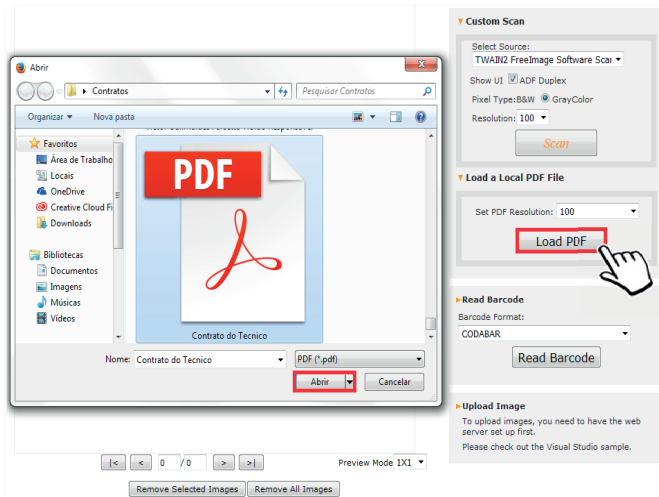 Abrir
Contratos
Pesquisar Contratos
Organizar
Nova pasta
Favoritos
Área de Trabalho
Locais
OneDrive
Creative Cloud Fi
Downloads
Bibliotecas
Documentos
Imagens
Músicas
Vídeos
PDF
Contrato do Tecnico
Nome: Contrato do Tecnico
PDF (*.pdf)
Abrir
Cancelar
|< < 0 / 0 > >|
Preview Mode 1X1
Remove Selected Images Remove All Images
Custom Scan
Select Source:
TWAIN2 FreeImage Software Scar
Show UI ADF Duplex
Pixel Type:B&W GrayColor
Resolution: 100
Scan
Load a Local PDF File
Set PDF Resolution: 100
Load PDF
Read Barcode
Barcode Format:
CODABAR
Read Barcode
Upload Image
To upload images, you need to have the web
server set up first.
Please check out the Visual Studio sample.